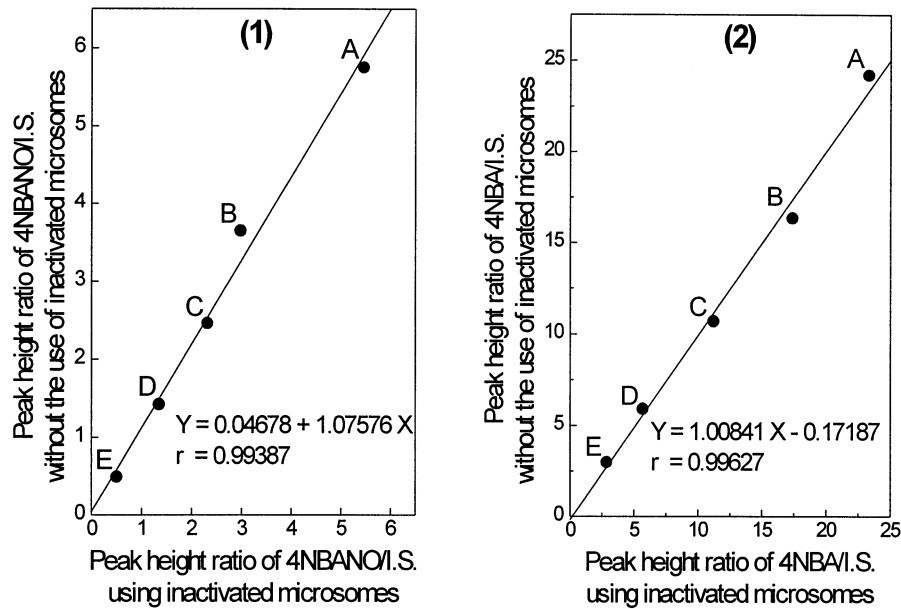 (1)
Peak height ratio of 4NBANO/I.S.
without the use of inactivated microsomes
6
5
4
3
2
1
0
A
B
C
D
E
Y = 0.04678 + 1.07576 X
r = 0.99387
0 1 2 3 4 5 6
Peak height ratio of 4NBANO/I.S.
using inactivated microsomes
(2)
Peak height ratio of 4NBA/I.S.
without the use of inactivated microsomes
25
20
15
10
5
0
A
B
C
D
E
Y = 1.00841 X - 0.17187
r = 0.99627
0 5 10 15 20 25
Peak height ratio of 4NBA/I.S.
using inactivated microsomes